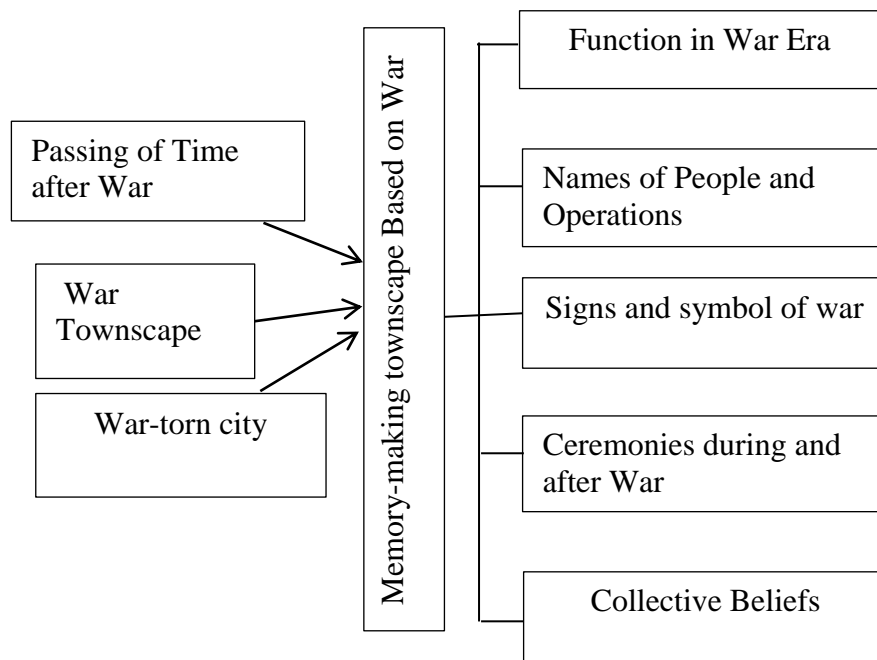 Passing of Time
after War
War
Townscape
War-torn city
Memory-making townscape Based on War
Function in War Era
Names of People and
Operations
Signs and symbol of war
Ceremonies during and
after War
Collective Beliefs